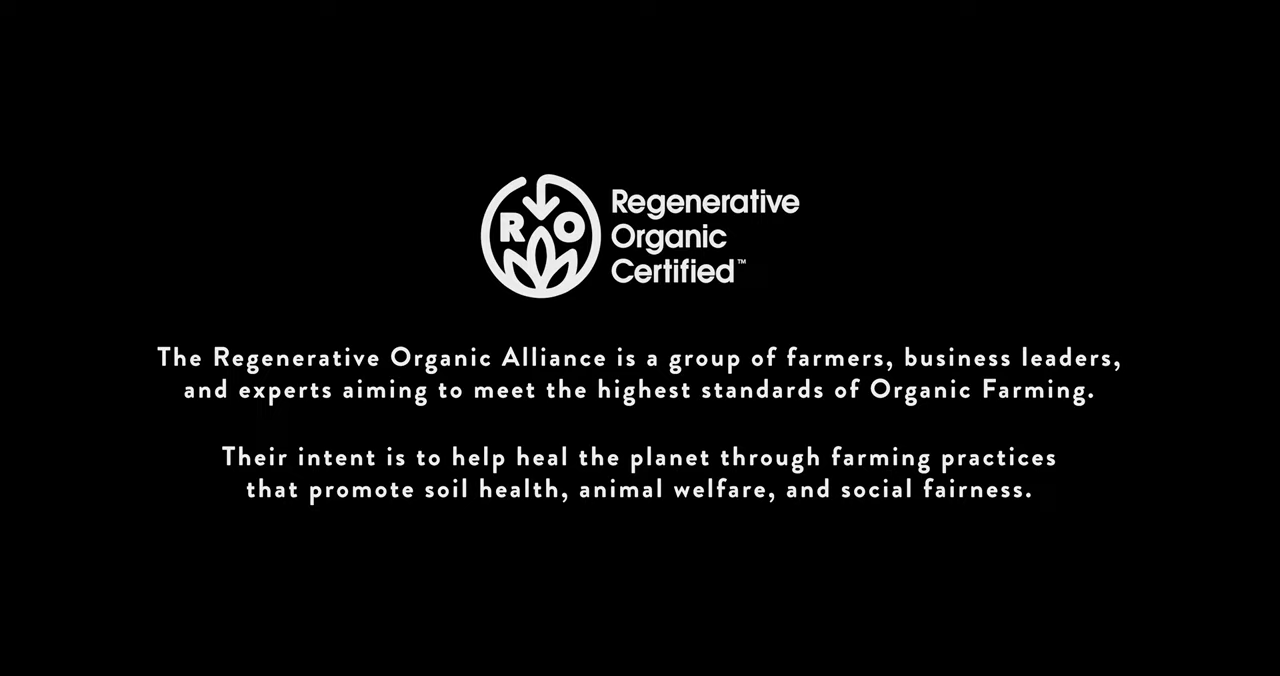 R O
Regenerative
Organic
Certified™
The Regenerative Organic Alliance is a group of farmers, business leaders,
and experts aiming to meet the highest standards of Organic Farming.
Their intent is to help heal the planet through farming practices
that promote soil health, animal welfare, and social fairness.